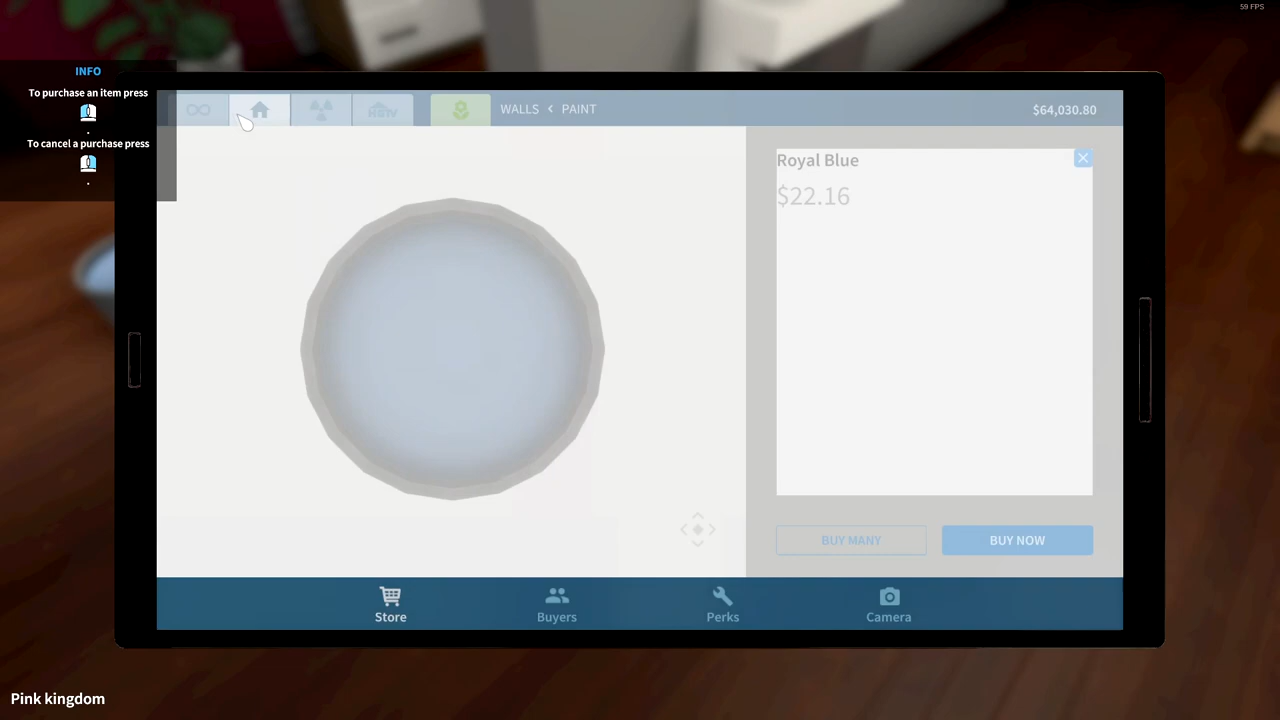 59 FPS
INFO
To purchase an item press
.
To cancel a purchase press
.
HGTV
WALLS < PAINT
$64,030.80
Royal Blue
$22.16
BUY MANY
BUY NOW
Store
Buyers
Perks
Camera
Pink kingdom